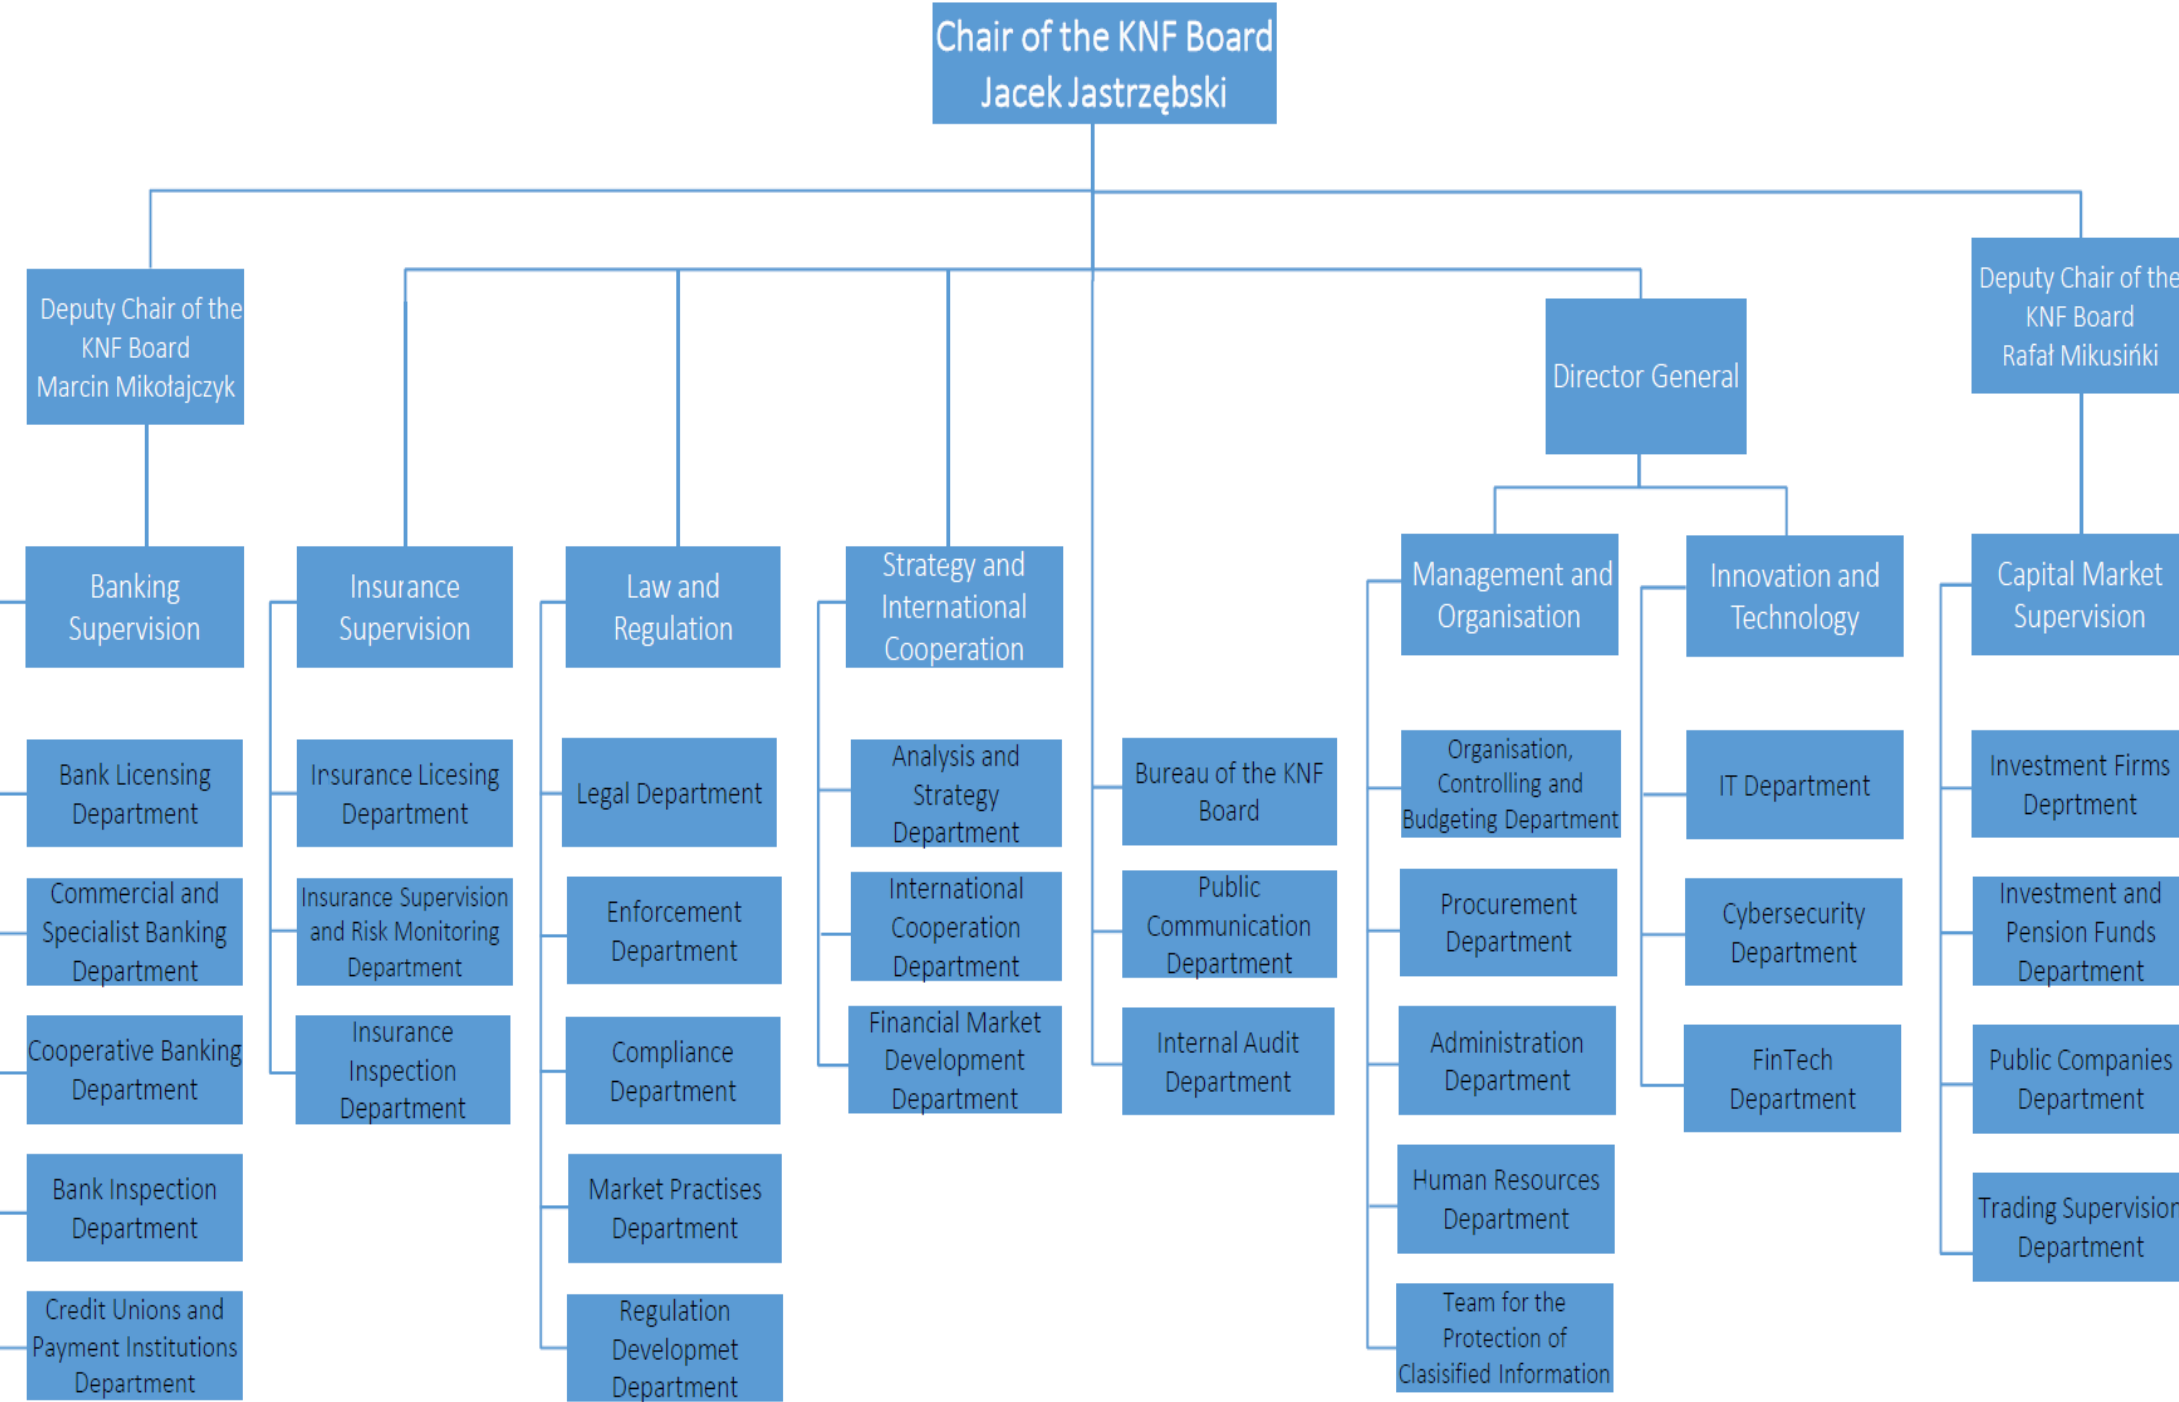 Chair of the KNF Board
Jacek Jastrzębski
Deputy Chair of the
KNF Board
Marcin Mikołajczyk
Director General
Deputy Chair of the
KNF Board
Rafał Mikusińki
Banking
Supervision
Insurance
Supervision
Law and
Regulation
Strategy and
International
Cooperation
Management and
Organisation
Innovation and
Technology
Capital Market
Supervision
Bank Licensing
Department
Commercial and
Specialist Banking
Department
Cooperative Banking
Department
Bank Inspection
Department
Credit Unions and
Payment Institutions
Department
Insurance Licesing
Department
Insurance Supervision
and Risk Monitoring
Department
Insurance
Inspection
Department
Legal Department
Enforcement
Department
Compliance
Department
Market Practises
Department
Regulation
Developmet
Department
Analysis and
Strategy
Department
International
Cooperation
Department
Financial Market
Development
Department
Bureau of the KNF
Board
Public
Communication
Department
Internal Audit
Department
Organisation,
Controlling and
Budgeting Department
Procurement
Department
Administration
Department
Human Resources
Department
Team for the
Protection of
Clasisified Information
IT Department
Cybersecurity
Department
FinTech
Department
Investment Firms
Deprtment
Investment and
Pension Funds
Department
Public Companies
Department
Trading Supervision
Department